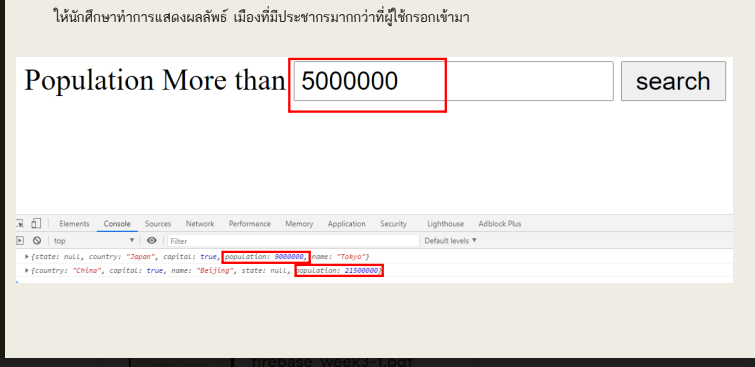 ให้นักศึกษาทำการแสดงผลลัพธ์ เมืองที่มีประชากรมากกว่าที่ผู้ใช้กรอกเข้ามา
Population More than 5000000 search
Elements Console Sources Network Performance Memory Application Security Lighthouse Adblock Plus
top Filter Default levels
{state: null, country: "Japan", capital: true, population: 9000000, name: "Tokyo"}
{country: "China", capital: true, name: "Beijing", state: null, population: 21500000}
firebase week3-1.pdf